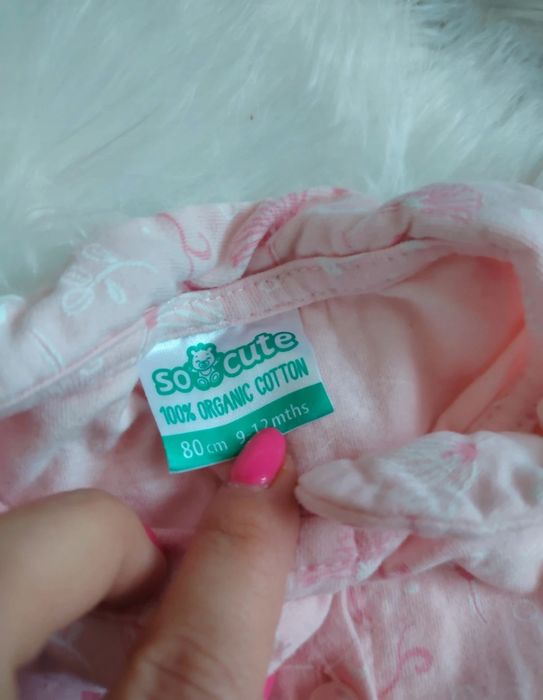 so cute
100% ORGANIC COTTON
80cm 9-12mths